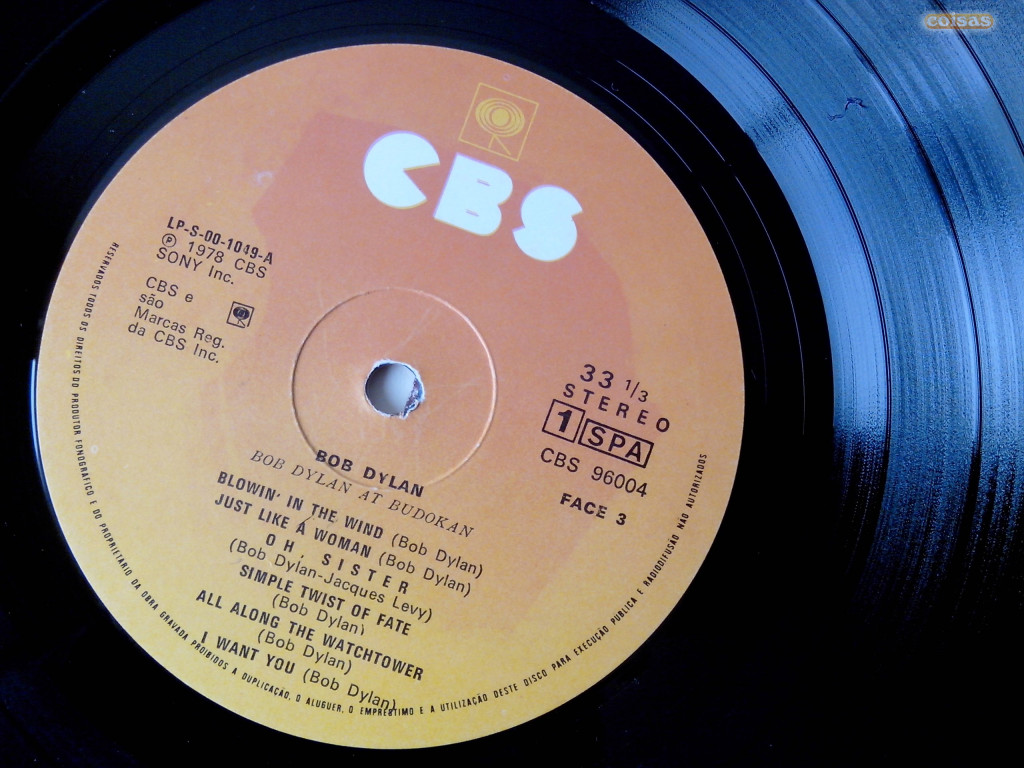 coisas
CBS
LP-S-00-1049-A
Ⓟ 1978 CBS
SONY Inc.
CBS e
são
Marcas Reg.
da CBS Inc.
33 1/3
STEREO
1 SPA
CBS 96004
FACE 3
BOB DYLAN
BOB DYLAN AT BUDOKAN
BLOWIN' IN THE WIND (Bob Dylan)
JUST LIKE A WOMAN (Bob Dylan)
OH, SISTER
(Bob Dylan-Jacques Levy)
SIMPLE TWIST OF FATE
(Bob Dylan)
ALL ALONG THE WATCHTOWER
(Bob Dylan)
I WANT YOU (Bob Dylan)
RESERVADOS TODOS OS DIREITOS DO PRODUTOR FONOGRÁFICO E DO PROPRIETÁRIO DA OBRA GRAVADA PROIBIDOS A DUPLICAÇÃO, O ALUGUER, O EMPRÉSTIMO E A UTILIZAÇÃO DESTE DISCO PARA EXECUÇÃO PÚBLICA E RADIODIFUSÃO NÃO AUTORIZADOS